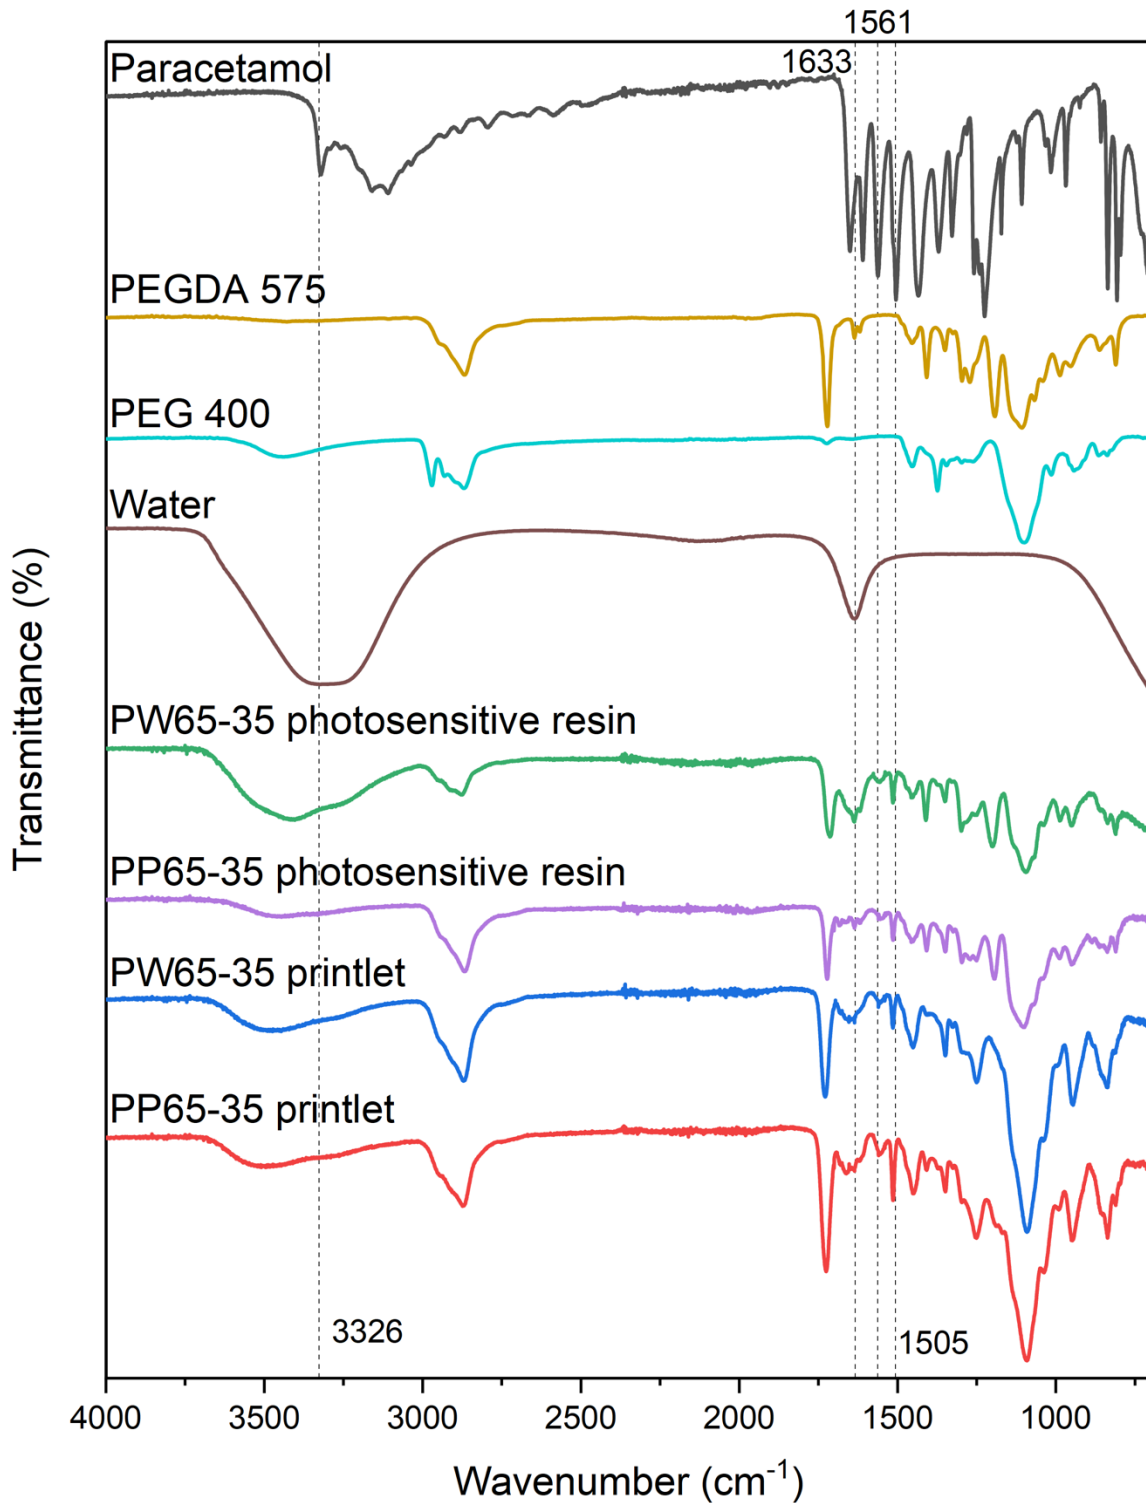 1561
1633
Paracetamol
PEGDA 575
PEG 400
Water
PW65-35 photosensitive resin
PP65-35 photosensitive resin
PW65-35 printlet
PP65-35 printlet
3326
1505
Transmittance (%)
4000 3500 3000 2500 2000 1500 1000
Wavenumber (cm⁻¹)